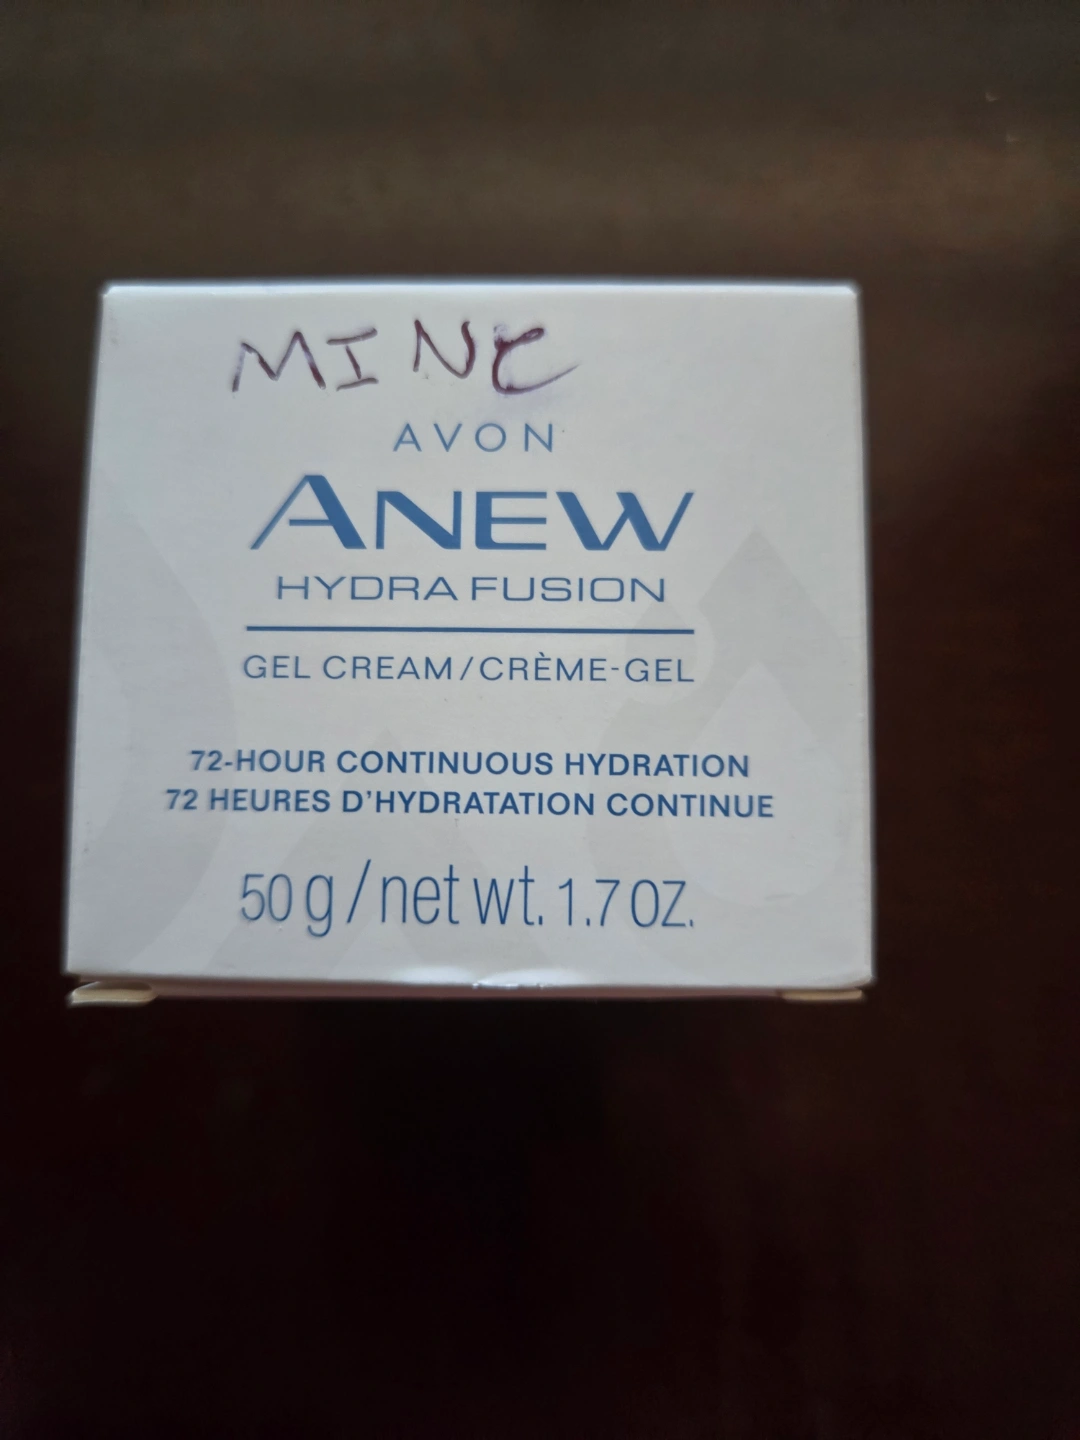 MINE
AVON
ANEW
HYDRA FUSION
GEL CREAM/CRÈME-GEL
72-HOUR CONTINUOUS HYDRATION
72 HEURES D'HYDRATATION CONTINUE
50 g/net wt. 1.7 OZ.